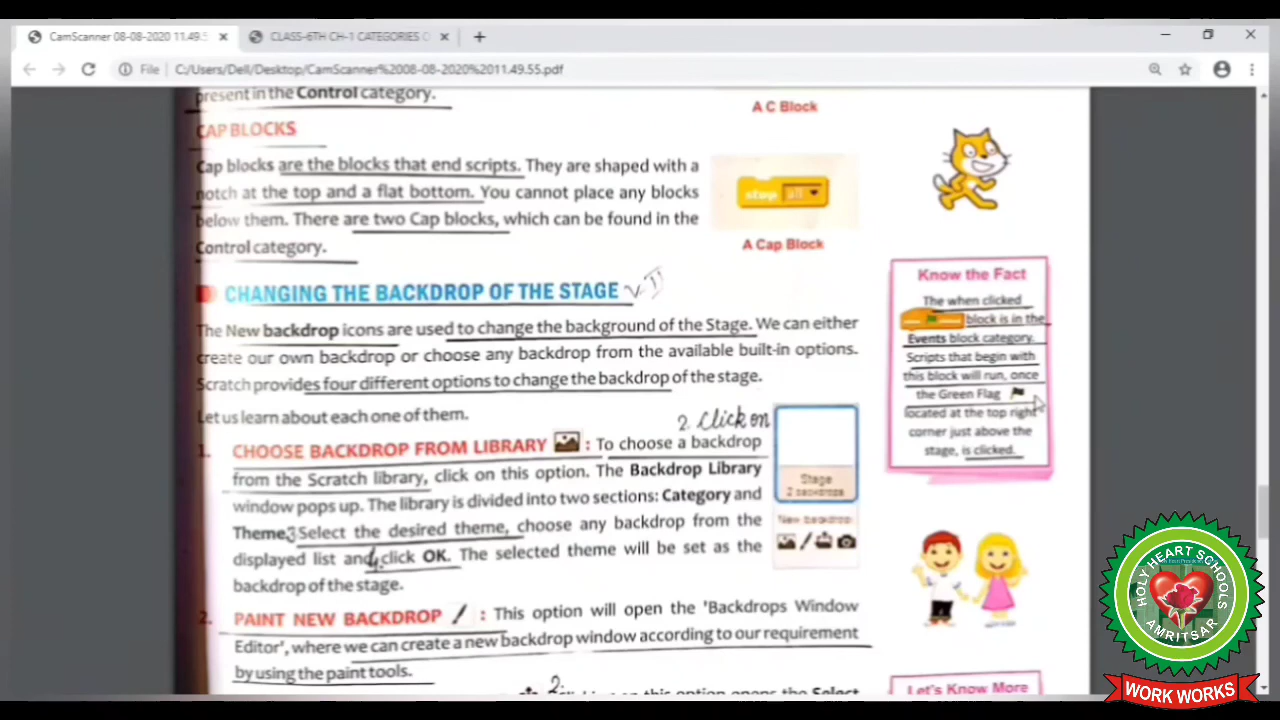 CamScanner 08-08-2020 11.49.5
CLASS-6TH CH-1 CATEGORIES O
File C:/Users/Dell/Desktop/CamScanner%2008-08-2020%2011.49.55.pdf
present in the Control category.
A C Block
CAP BLOCKS
Cap blocks are the blocks that end scripts. They are shaped with a
notch at the top and a flat bottom. You cannot place any blocks
below them. There are two Cap blocks, which can be found in the
Control category.
stop all
A Cap Block
CHANGING THE BACKDROP OF THE STAGE
The New backdrop icons are used to change the background of the Stage. We can either
create our own backdrop or choose any backdrop from the available built-in options.
Scratch provides four different options to change the backdrop of the stage.
Let us learn about each one of them.
2. Click on
1. CHOOSE BACKDROP FROM LIBRARY : To choose a backdrop
from the Scratch library, click on this option. The Backdrop Library
window pops up. The library is divided into two sections: Category and
Theme. 3 Select the desired theme, choose any backdrop from the
displayed list and 4. click OK. The selected theme will be set as the
backdrop of the stage.
Stage
2 backdrops
New backdrop
2. PAINT NEW BACKDROP : This option will open the 'Backdrops Window
Editor', where we can create a new backdrop window according to our requirement
by using the paint tools.
2.
on this option opens the Select
Know the Fact
The when clicked
block is in the
Events block category.
Scripts that begin with
this block will run, once
the Green Flag
located at the top right
corner just above the
stage, is clicked.
Let's Know More
HOLY HEART SCHOOLS
AMRITSAR
WORK WORKS